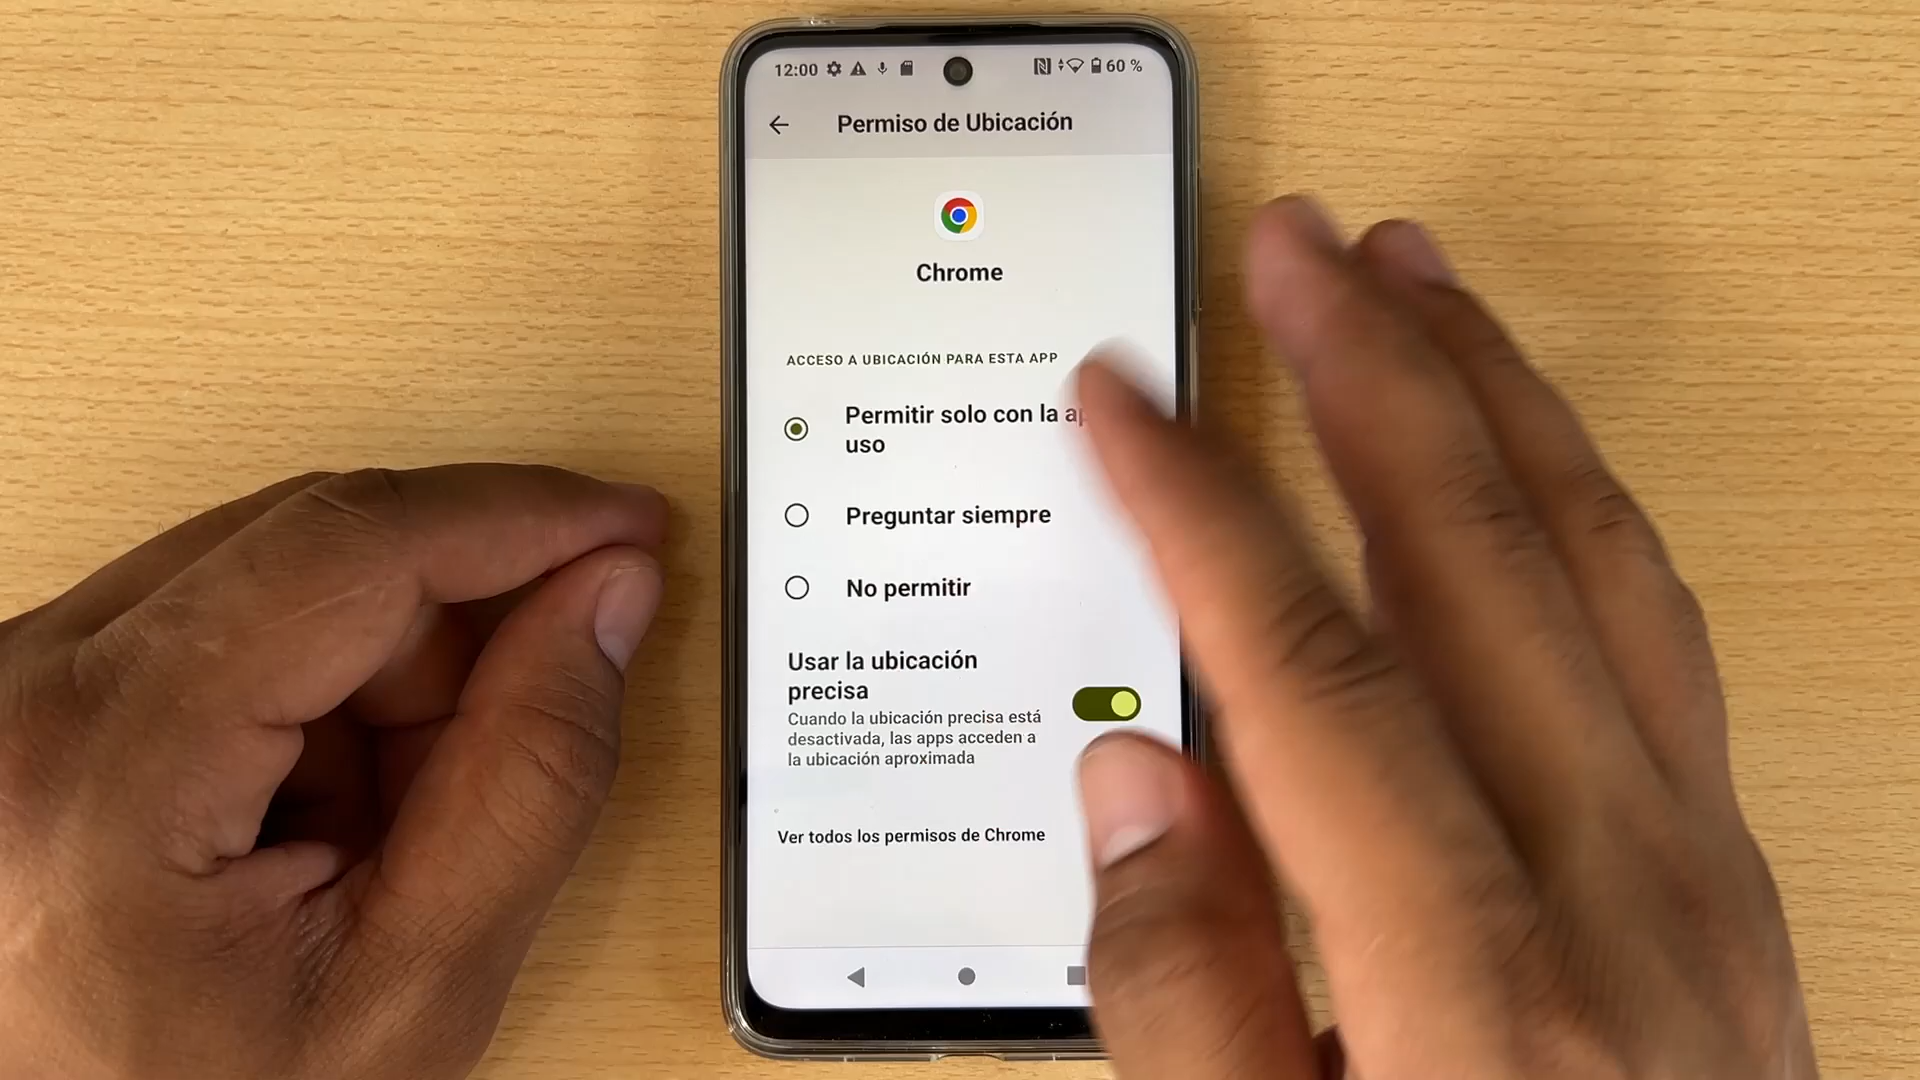 12:00
60 %
Permiso de Ubicación
Chrome
ACCESO A UBICACIÓN PARA ESTA APP
Permitir solo con la
uso
Preguntar siempre
No permitir
Usar la ubicación
precisa
Cuando la ubicación precisa está
desactivada, las apps acceden a
la ubicación aproximada
Ver todos los permisos de Chrome